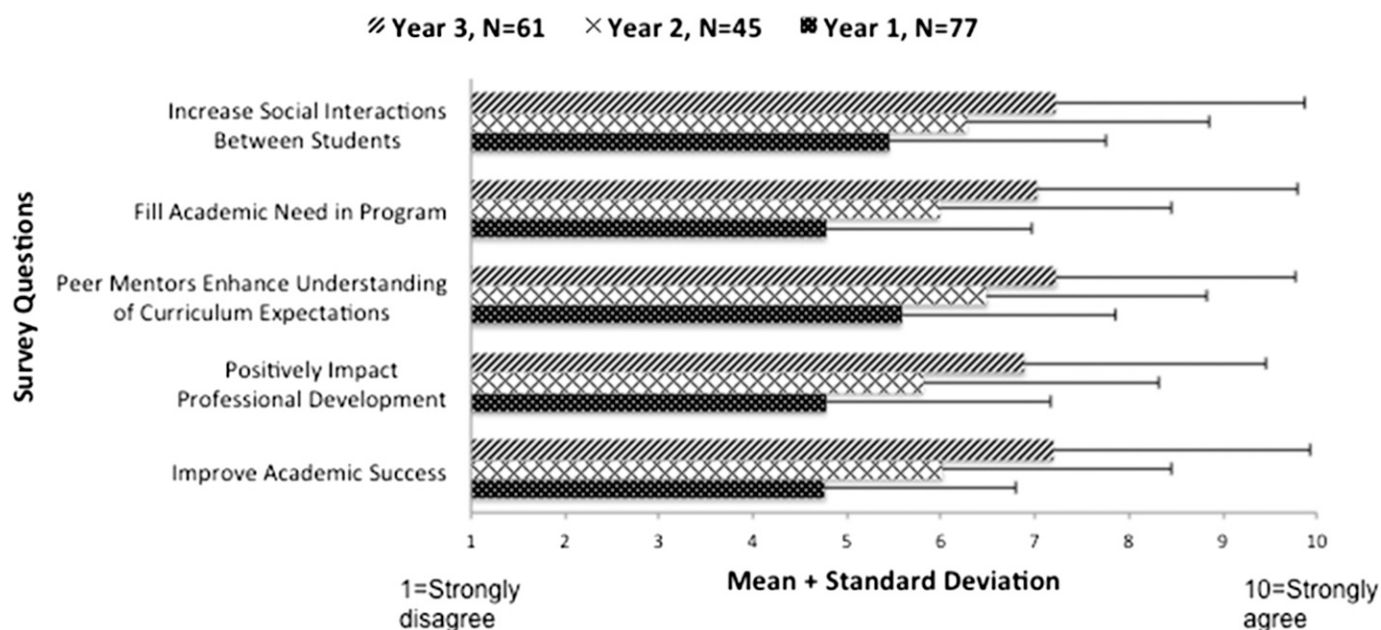 Year 3, N=61 Year 2, N=45 Year 1, N=77
Increase Social Interactions
Between Students
Fill Academic Need in Program
Peer Mentors Enhance Understanding
of Curriculum Expectations
Positively Impact
Professional Development
Improve Academic Success
Survey Questions
1 2 3 4 5 6 7 8 9 10
Mean + Standard Deviation
1=Strongly
disagree
10=Strongly
agree